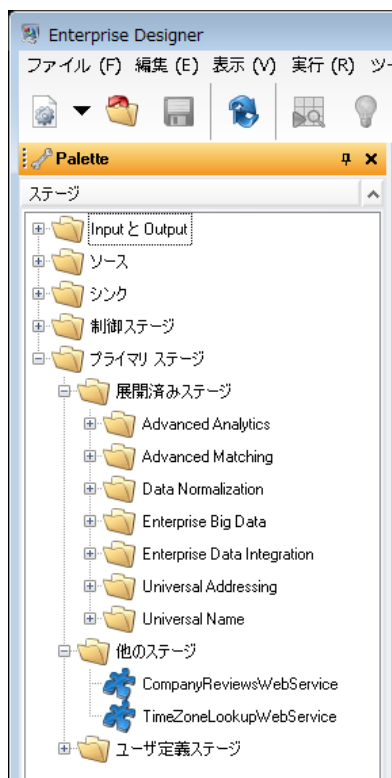 Enterprise Designer
ファイル (F) 編集 (E) 表示 (V) 実行 (R) ツー
Palette
ステージ
Input と Output
ソース
シンク
制御ステージ
プライマリ ステージ
展開済みステージ
Advanced Analytics
Advanced Matching
Data Normalization
Enterprise Big Data
Enterprise Data Integration
Universal Addressing
Universal Name
他のステージ
CompanyReviewsWebService
TimeZoneLookupWebService
ユーザ定義ステージ